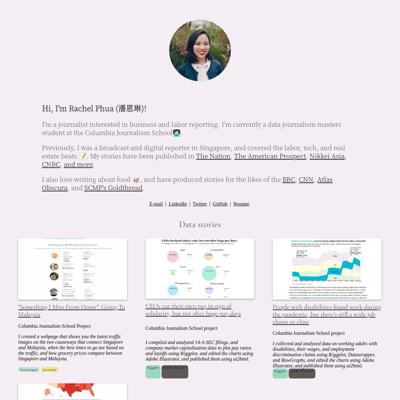 Hi, I'm Rachel Phua (潘恩琳)!
I'm a journalist interested in business and labor reporting. I'm currently a data journalism masters
student at the Columbia Journalism School
Previously, I was a broadcast and digital reporter in Singapore, and covered the labor, tech, and real
estate beats 📝. My stories have been published in The Nation, The American Prospect, Nikkei Asia,
CNBC, and more.
I also love writing about food 🥡, and have produced stories for the likes of the BBC, CNN, Atlas
Obscura, and SCMP's Goldthread.
E-mail | LinkedIn | Twitter | GitHub | Resume
Data stories
"Something I Miss From Home": Going To
Malaysia
Columbia Journalism School Project
I created a webpage that shows you the latest traffic
images on the two causeways that connect Singapore
and Malaysia, when the best times to go are based on
the traffic, and how grocery prices compare between
Singapore and Malaysia.
CEOs cut their own pay in sign of
solidarity, but not after huge pay days
Columbia Journalism School project
I compiled and analyzed 14-A SEC filings, and
company market capitalization data to plot pay ratios
and layoffs using R/ggplot, and edited the charts using
Adobe Illustrator, and published them using ai2html.
People with disabilities found work during
the pandemic, but there's still a wide job
chasm to close
Columbia Journalism School project
I collected and analyzed data on working adults with
disabilities, their wages, and employment
discrimination claims using R/ggplot, Datawrapper,
and RawGraphs, and edited the charts using Adobe
Illustrator, and published them using ai2html.